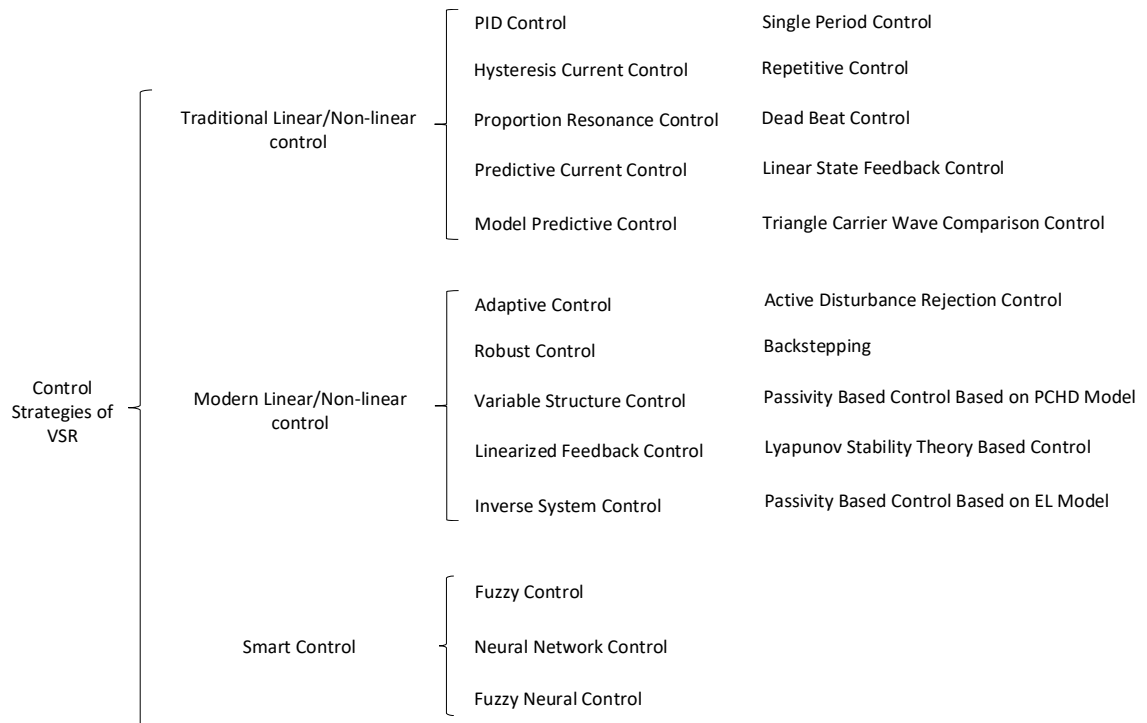 Control
Strategies of
VSR
Traditional Linear/Non-linear
control
PID Control
Single Period Control
Hysteresis Current Control
Repetitive Control
Proportion Resonance Control
Dead Beat Control
Predictive Current Control
Linear State Feedback Control
Model Predictive Control
Triangle Carrier Wave Comparison Control
Modern Linear/Non-linear
control
Adaptive Control
Active Disturbance Rejection Control
Robust Control
Backstepping
Variable Structure Control
Passivity Based Control Based on PCHD Model
Linearized Feedback Control
Lyapunov Stability Theory Based Control
Inverse System Control
Passivity Based Control Based on EL Model
Smart Control
Fuzzy Control
Neural Network Control
Fuzzy Neural Control